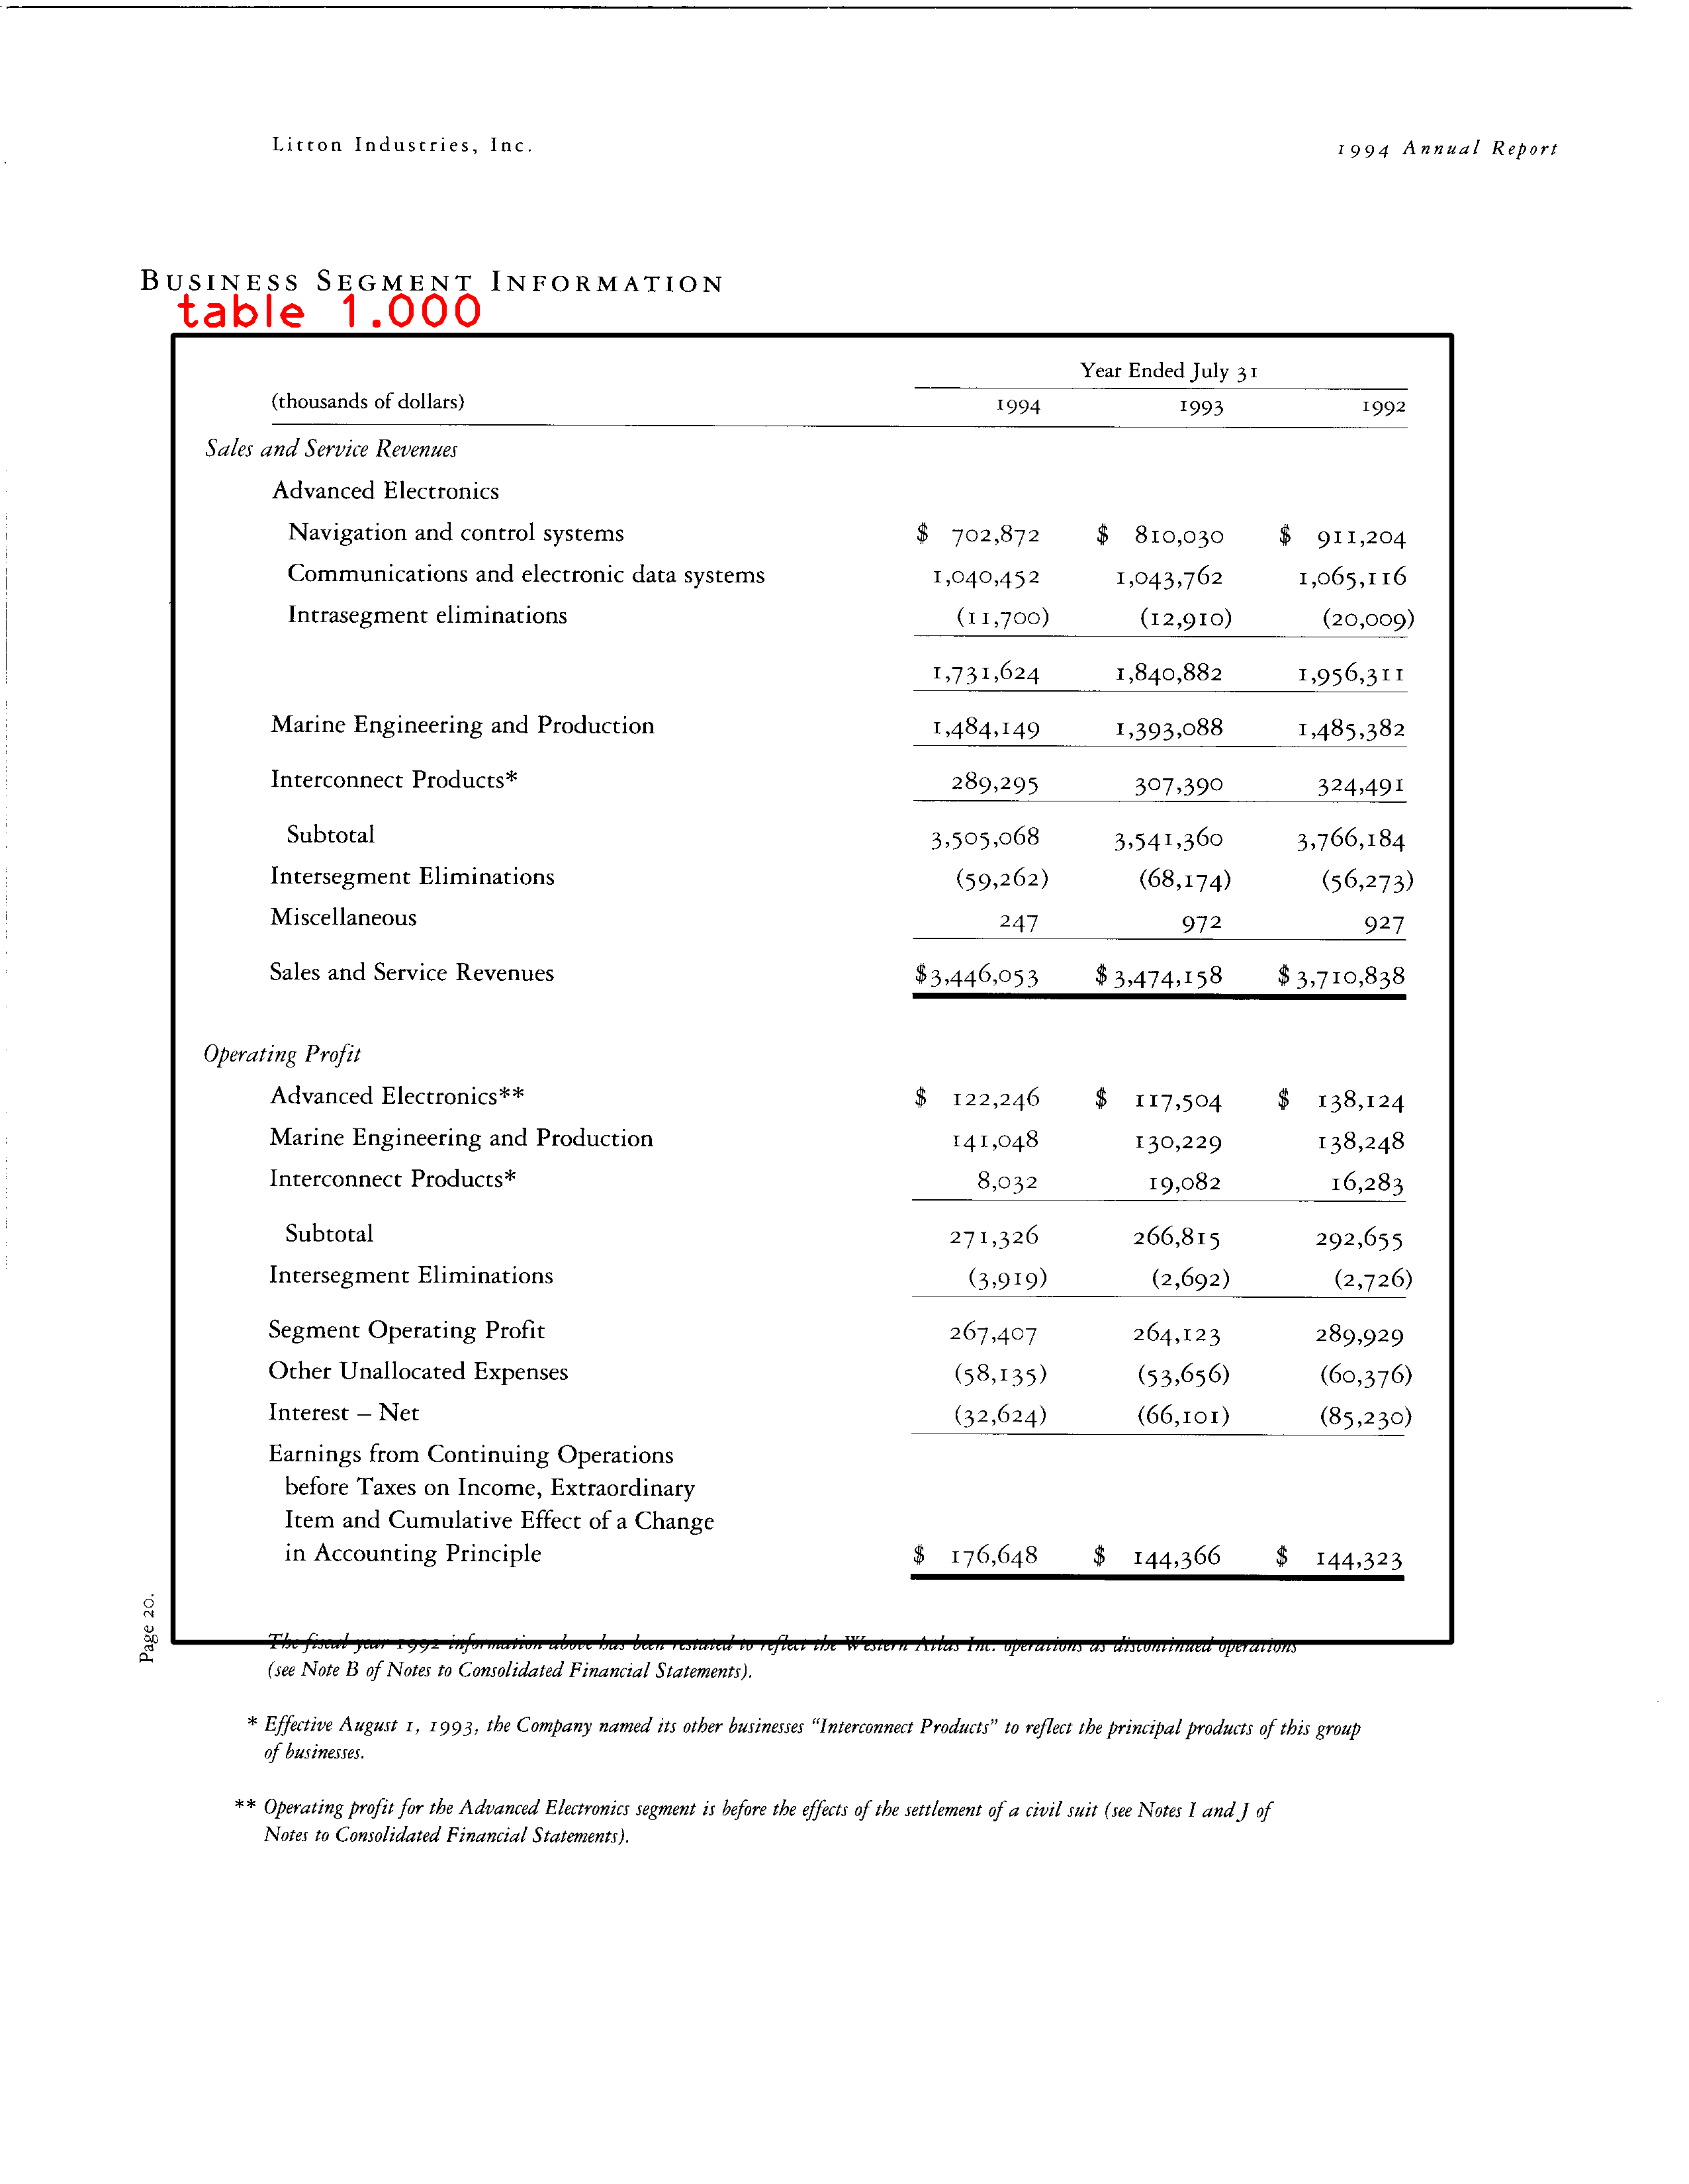 Litton Industries, Inc. 1994 Annual Report
BUSINESS SEGMENT INFORMATION
table 1.000
Year Ended July 31
(thousands of dollars) 1994 1993 1992
Sales and Service Revenues
Advanced Electronics
Navigation and control systems $ 702,872 $ 810,030 $ 911,204
Communications and electronic data systems 1,040,452 1,043,762 1,065,116
Intrasegment eliminations (11,700) (12,910) (20,009)
1,731,624 1,840,882 1,956,311
Marine Engineering and Production 1,484,149 1,393,088 1,485,382
Interconnect Products* 289,295 307,390 324,491
Subtotal 3,505,068 3,541,360 3,766,184
Intersegment Eliminations (59,262) (68,174) (56,273)
Miscellaneous 247 972 927
Sales and Service Revenues $3,446,053 $3,474,158 $3,710,838
Operating Profit
Advanced Electronics** $ 122,246 $ 117,504 $ 138,124
Marine Engineering and Production 141,048 130,229 138,248
Interconnect Products* 8,032 19,082 16,283
Subtotal 271,326 266,815 292,655
Intersegment Eliminations (3,919) (2,692) (2,726)
Segment Operating Profit 267,407 264,123 289,929
Other Unallocated Expenses (58,135) (53,656) (60,376)
Interest – Net (32,624) (66,101) (85,230)
Earnings from Continuing Operations
before Taxes on Income, Extraordinary
Item and Cumulative Effect of a Change
in Accounting Principle $ 176,648 $ 144,366 $ 144,323
The fiscal year 1992 information above has been restated to reflect the Western Atlas Inc. operations as discontinued operations
(see Note B of Notes to Consolidated Financial Statements).
* Effective August 1, 1993, the Company named its other businesses “Interconnect Products” to reflect the principal products of this group
of businesses.
** Operating profit for the Advanced Electronics segment is before the effects of the settlement of a civil suit (see Notes I and J of
Notes to Consolidated Financial Statements).
Page 20.